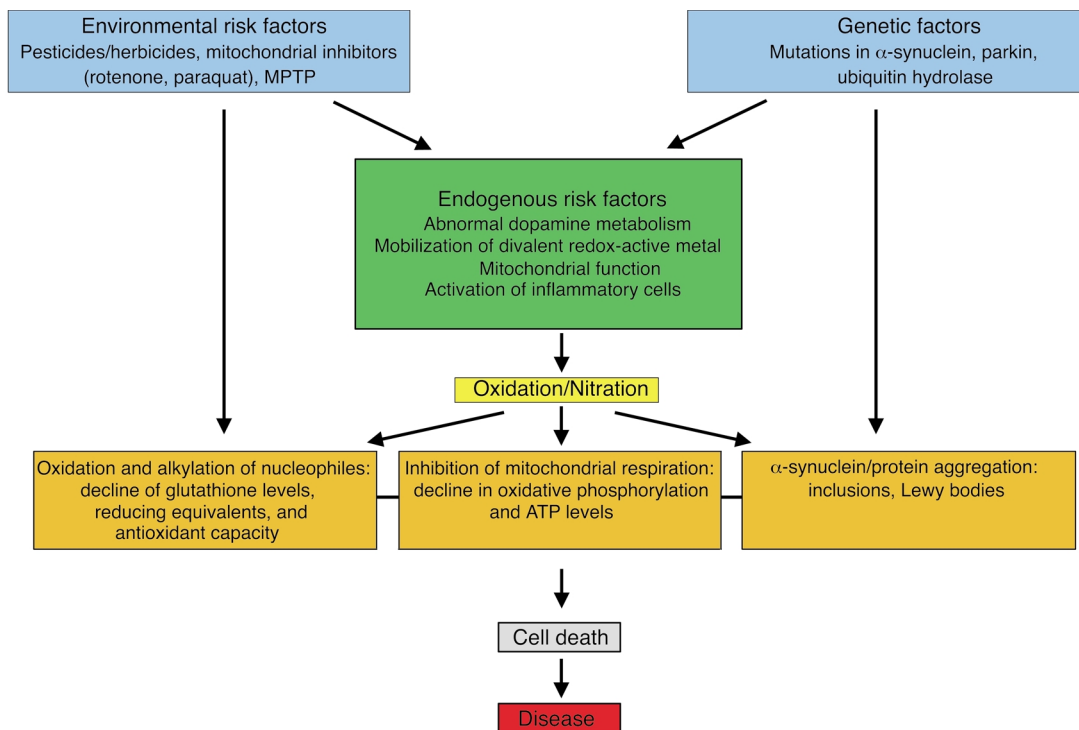 Environmental risk factors
Pesticides/herbicides, mitochondrial inhibitors
(rotenone, paraquat), MPTP
Genetic factors
Mutations in α-synuclein, parkin,
ubiquitin hydrolase
Endogenous risk factors
Abnormal dopamine metabolism
Mobilization of divalent redox-active metal
Mitochondrial function
Activation of inflammatory cells
Oxidation/Nitration
Oxidation and alkylation of nucleophiles:
decline of glutathione levels,
reducing equivalents, and
antioxidant capacity
Inhibition of mitochondrial respiration:
decline in oxidative phosphorylation
and ATP levels
α-synuclein/protein aggregation:
inclusions, Lewy bodies
Cell death
Disease